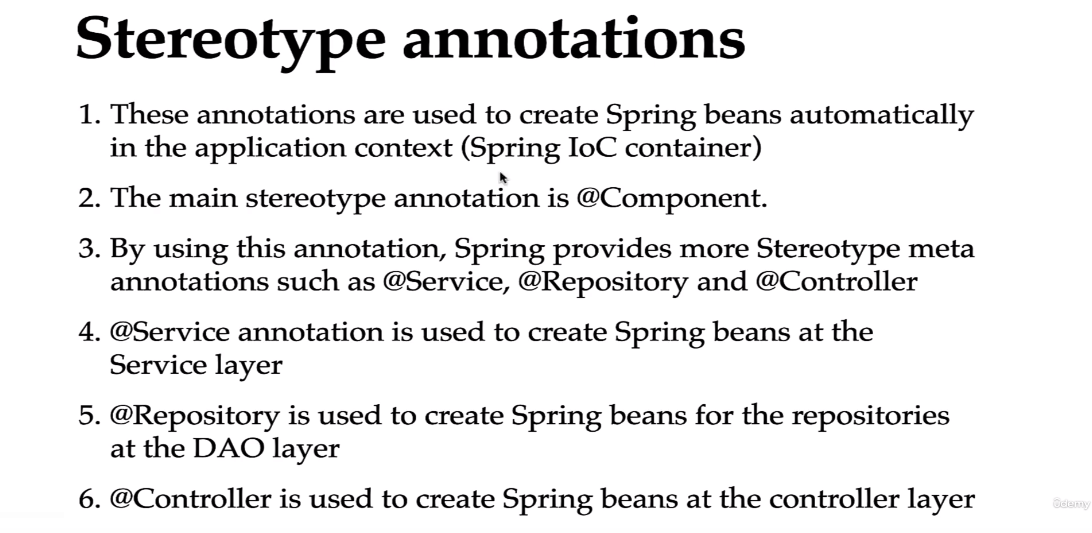 Stereotype annotations
1. These annotations are used to create Spring beans automatically
in the application context (Spring IoC container)
2. The main stereotype annotation is @Component.
3. By using this annotation, Spring provides more Stereotype meta
annotations such as @Service, @Repository and @Controller
4. @Service annotation is used to create Spring beans at the
Service layer
5. @Repository is used to create Spring beans for the repositories
at the DAO layer
6. @Controller is used to create Spring beans at the controller layer
ûdemy